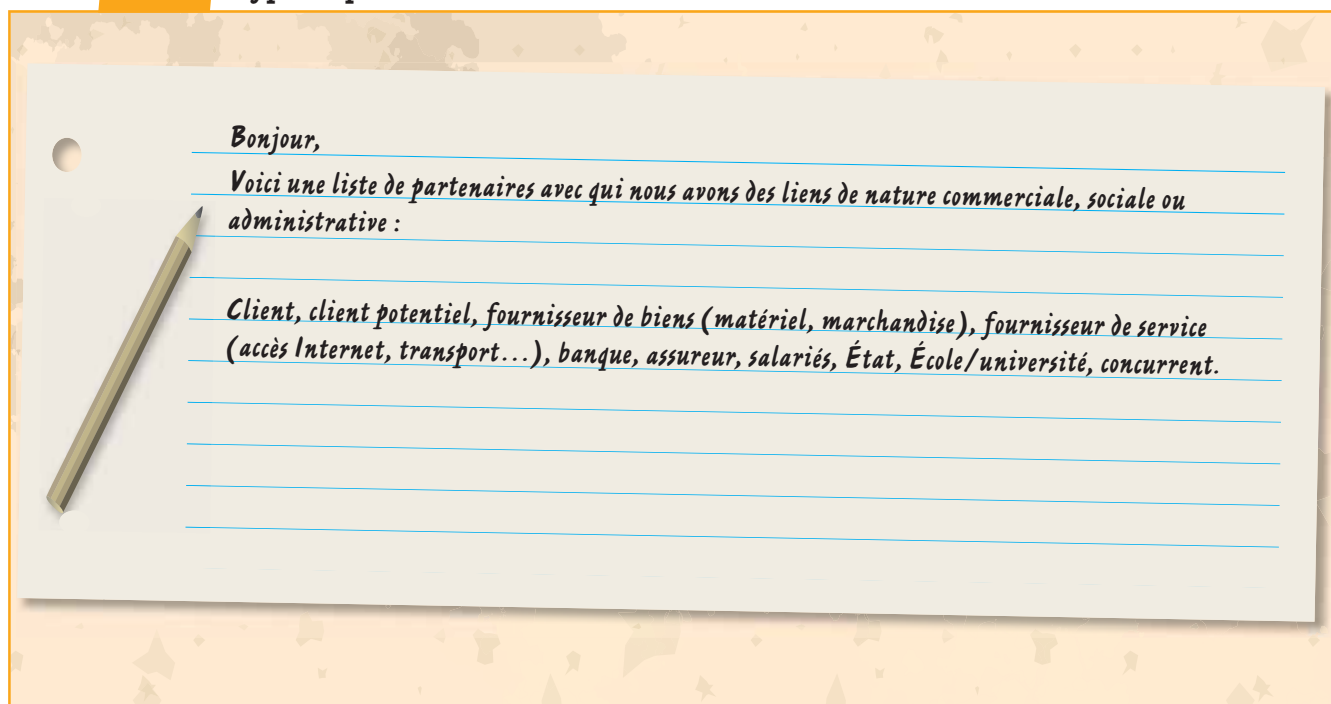 Bonjour,
Voici une liste de partenaires avec qui nous avons des liens de nature commerciale, sociale ou
administrative :
Client, client potentiel, fournisseur de biens (matériel, marchandise), fournisseur de service
(accès Internet, transport…), banque, assureur, salariés, État, École/université, concurrent.